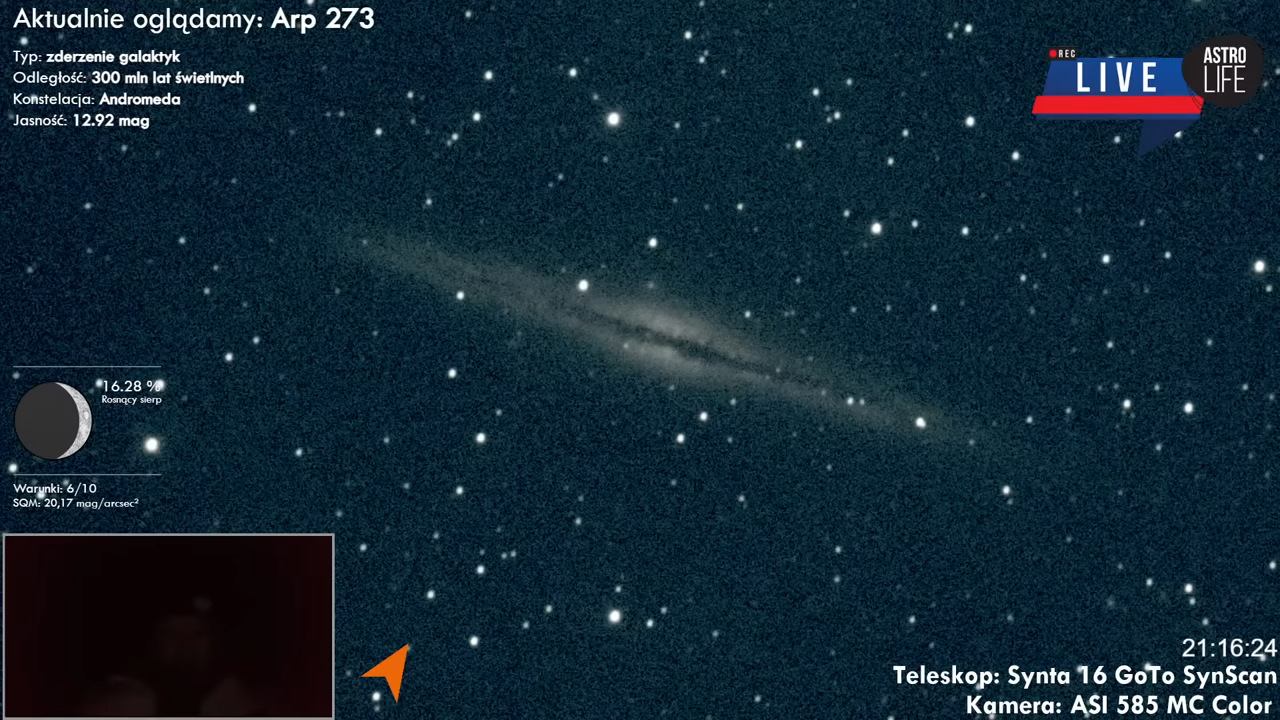 Aktualnie oglądamy: Arp 273
Typ: zderzenie galaktyk
Odległość: 300 mln lat świetlnych
Konstelacja: Andromeda
Jasność: 12.92 mag
REC
LIVE
ASTRO
LIFE
16.28 %
Rosnący sierp
Warunki: 6/10
SQM: 20,17 mag/arcsec²
21:16:24
Teleskop: Synta 16 GoTo SynScan
Kamera: ASI 585 MC Color